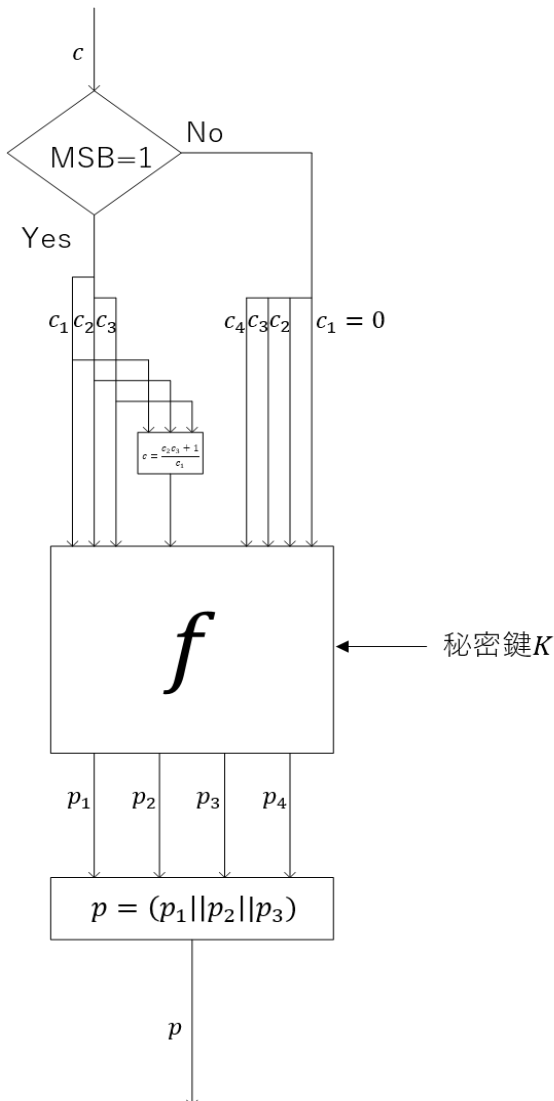 c
MSB=1
No
Yes
c₁ c₂ c₃
c₄ c₃ c₂ c₁ = 0
c = (c₂c₃ + 1)/c₁
f
秘密鍵K
p₁ p₂ p₃ p₄
p = (p₁||p₂||p₃)
p